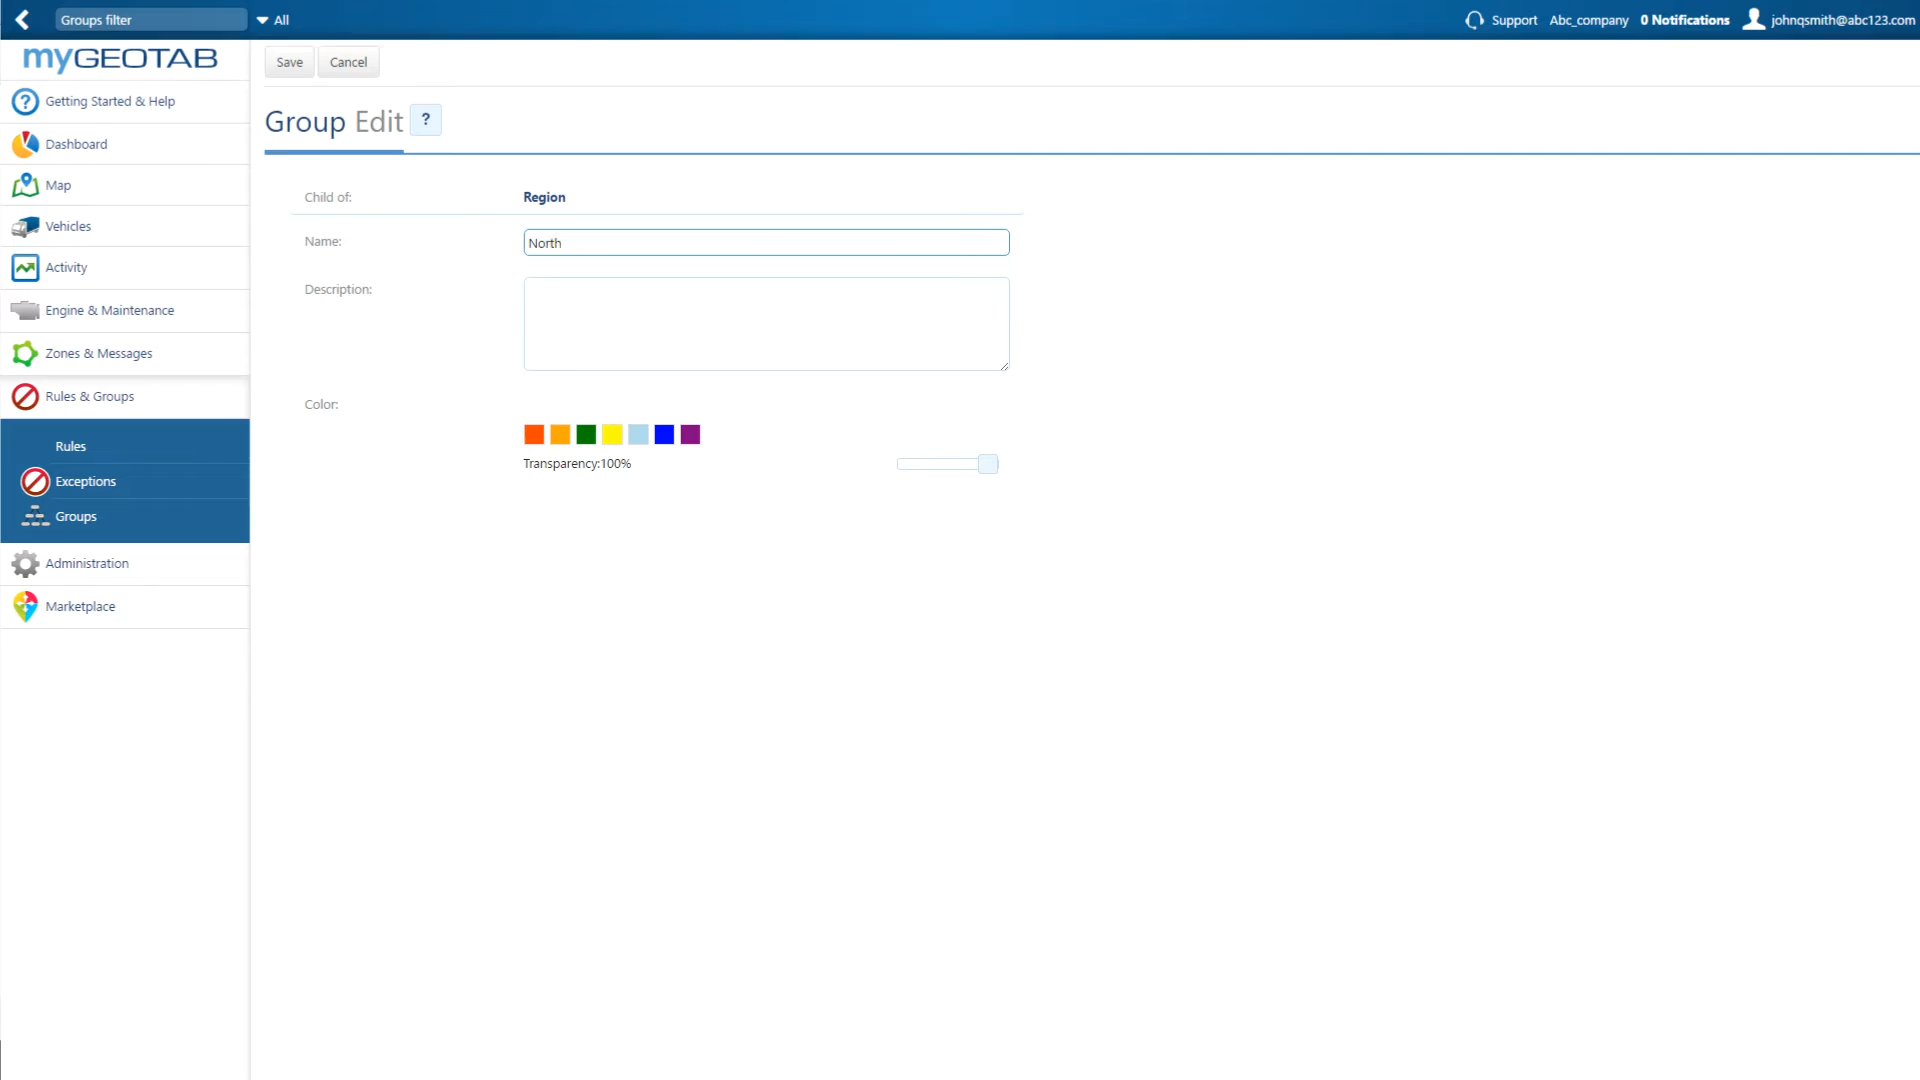 Groups filter All Support Abc_company 0 Notifications johnqsmith@abc123.com
myGEOTAB
Save Cancel
Getting Started & Help
Group Edit ?
Dashboard
Map
Child of: Region
Vehicles
Name: North
Activity
Description:
Engine & Maintenance
Zones & Messages
Rules & Groups
Color:
Rules
Transparency:100%
Exceptions
Groups
Administration
Marketplace